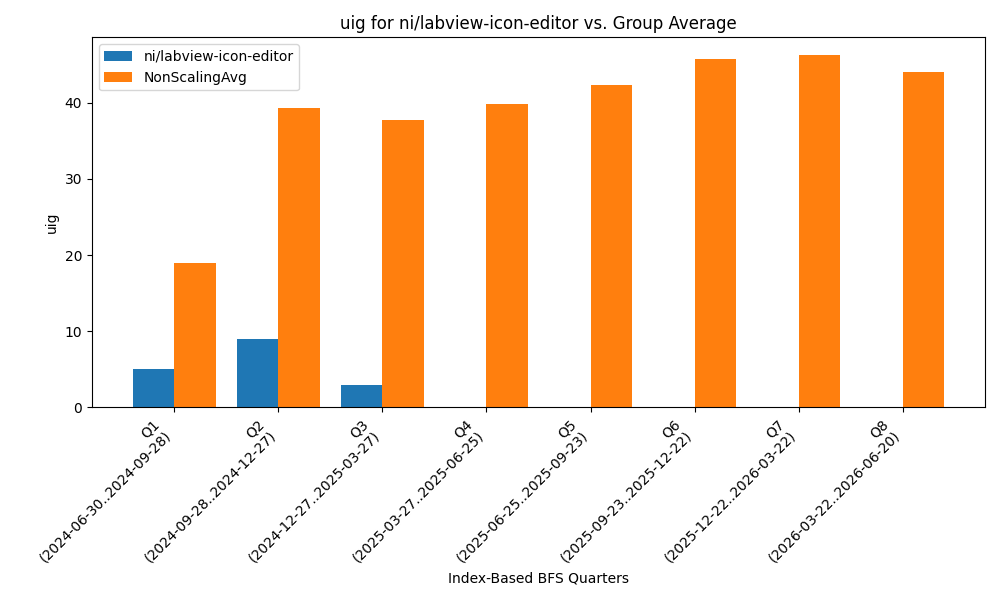 uig for ni/labview-icon-editor vs. Group Average
ni/labview-icon-editor
NonScalingAvg
uig
40
30
20
10
0
Q1
(2024-06-30..2024-09-28)
Q2
(2024-09-28..2024-12-27)
Q3
(2024-12-27..2025-03-27)
Q4
(2025-03-27..2025-06-25)
Q5
(2025-06-25..2025-09-23)
Q6
(2025-09-23..2025-12-22)
Q7
(2025-12-22..2026-03-22)
Q8
(2026-03-22..2026-06-20)
Index-Based BFS Quarters